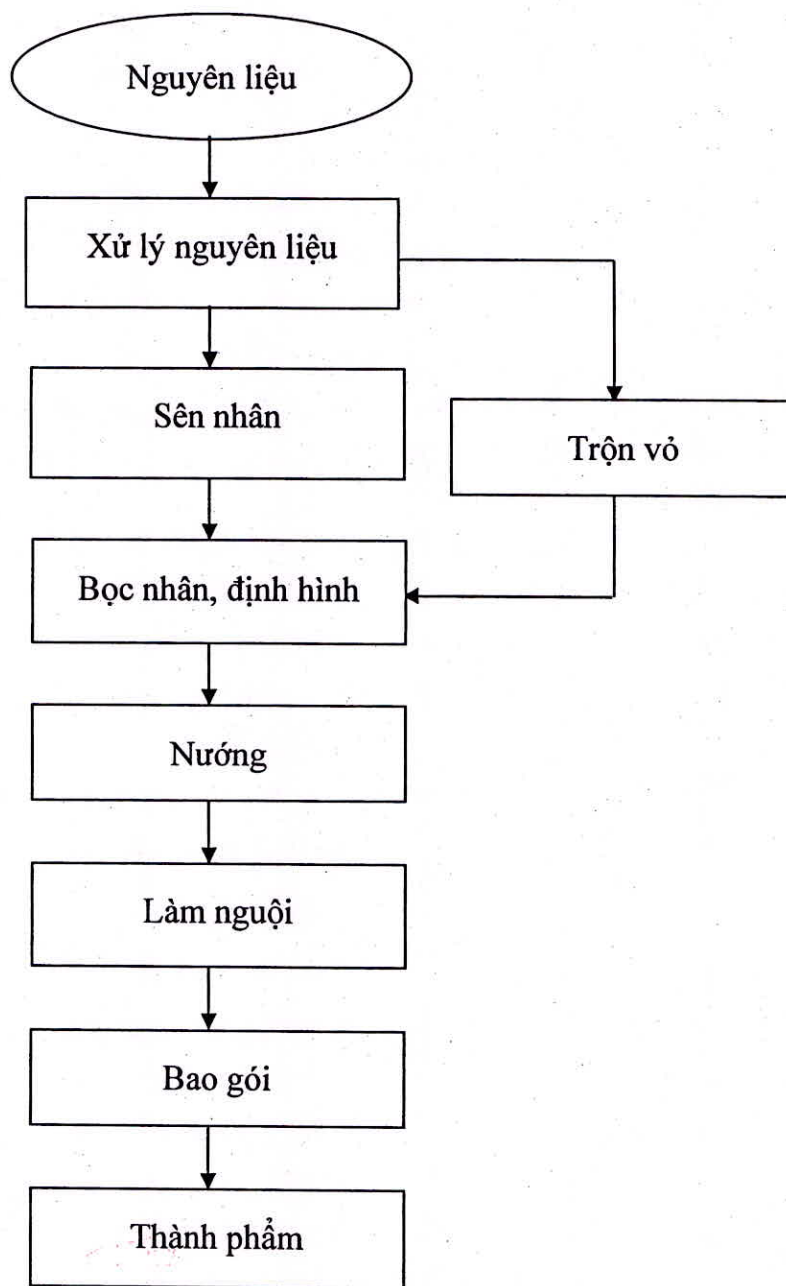 Nguyên liệu
Xử lý nguyên liệu
Sên nhân
Trộn vỏ
Bọc nhân, định hình
Nướng
Làm nguội
Bao gói
Thành phẩm